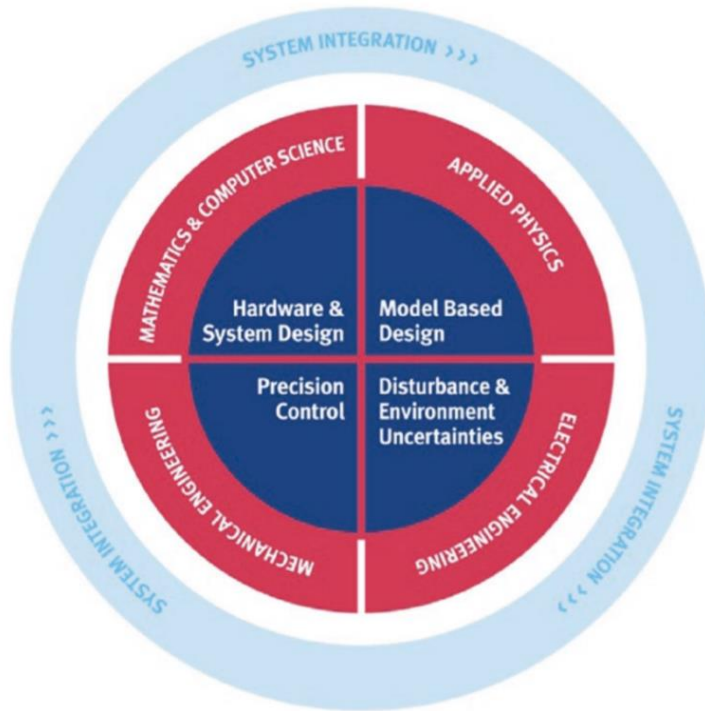 SYSTEM INTEGRATION >>>
MATHEMATICS & COMPUTER SCIENCE
APPLIED PHYSICS
Hardware &
System Design
Model Based
Design
Precision
Control
Disturbance &
Environment
Uncertainties
MECHANICAL ENGINEERING
ELECTRICAL ENGINEERING
SYSTEM INTEGRATION >>>
SYSTEM INTEGRATION >>>